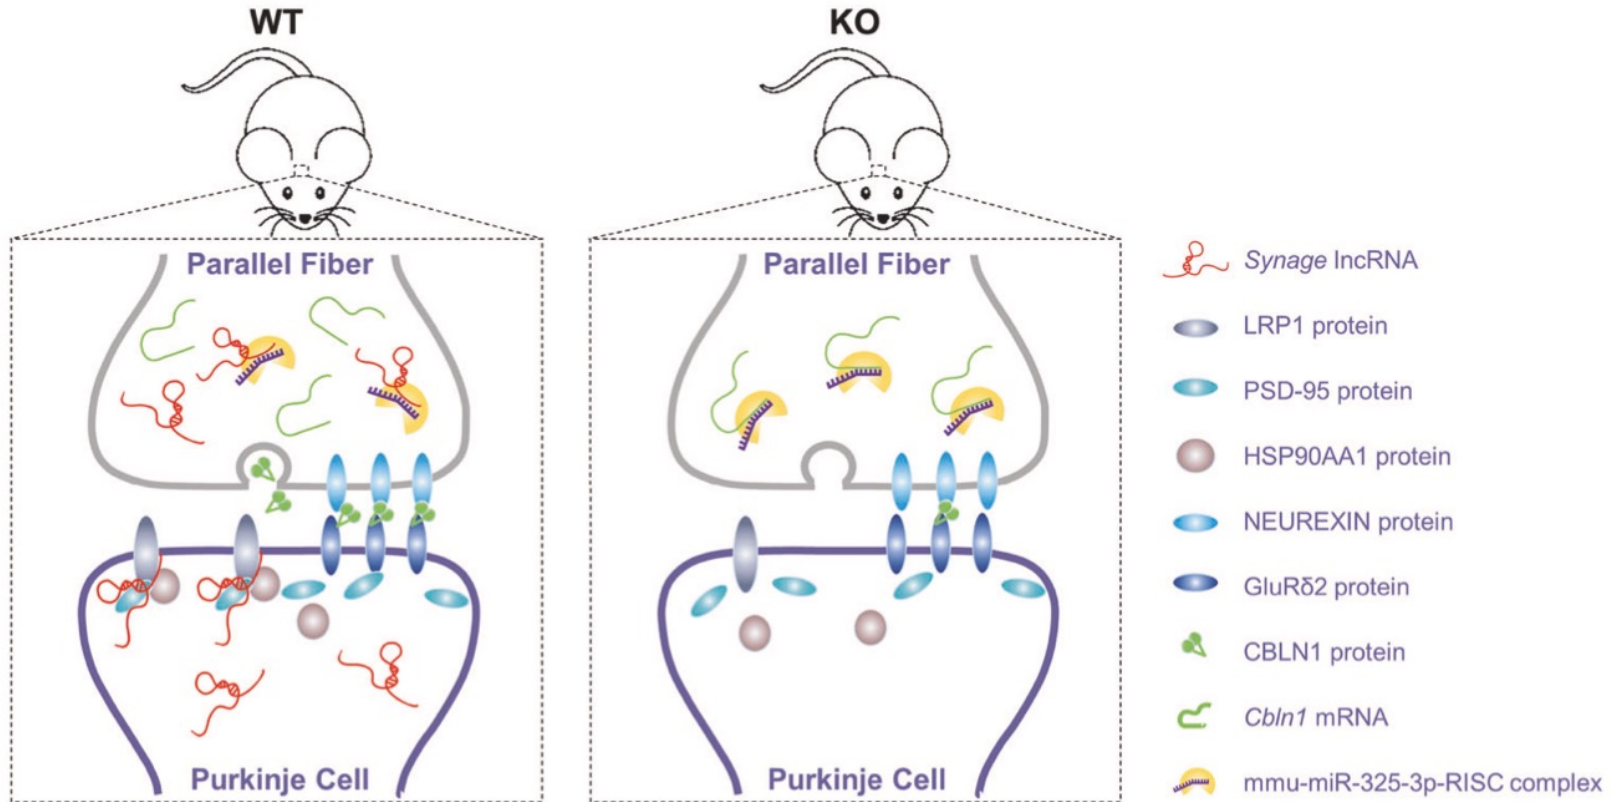 WT
KO
Parallel Fiber
Parallel Fiber
Purkinje Cell
Purkinje Cell
Synage lncRNA
LRP1 protein
PSD-95 protein
HSP90AA1 protein
NEUREXIN protein
GluRδ2 protein
CBLN1 protein
Cbln1 mRNA
mmu-miR-325-3p-RISC complex